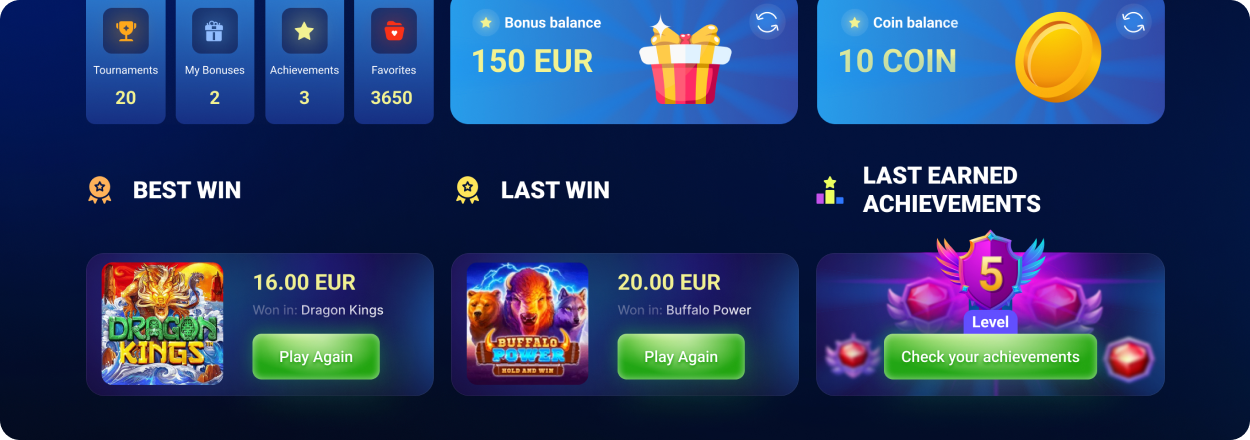 Tournaments
20
My Bonuses
2
Achievements
3
Favorites
3650
Bonus balance
150 EUR
Coin balance
10 COIN
BEST WIN
DRAGON
KINGS
16.00 EUR
Won in: Dragon Kings
Play Again
LAST WIN
BUFFALO
POWER
HOLD AND WIN
20.00 EUR
Won in: Buffalo Power
Play Again
LAST EARNED
ACHIEVEMENTS
5
Level
Check your achievements